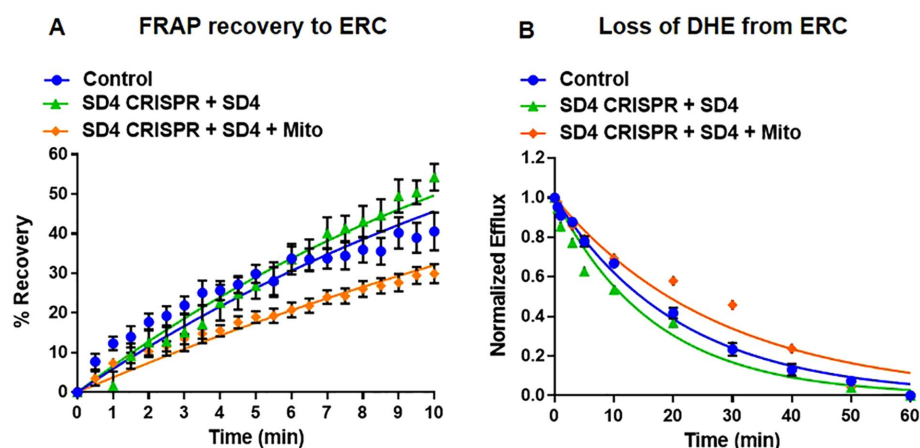 A
FRAP recovery to ERC
Control
SD4 CRISPR + SD4
SD4 CRISPR + SD4 + Mito
60
50
40
30
20
10
0
% Recovery
0 1 2 3 4 5 6 7 8 9 10
Time (min)
B
Loss of DHE from ERC
Control
SD4 CRISPR + SD4
SD4 CRISPR + SD4 + Mito
1.2
1.0
0.8
0.6
0.4
0.2
0.0
Normalized Efflux
0 10 20 30 40 50 60
Time (min)